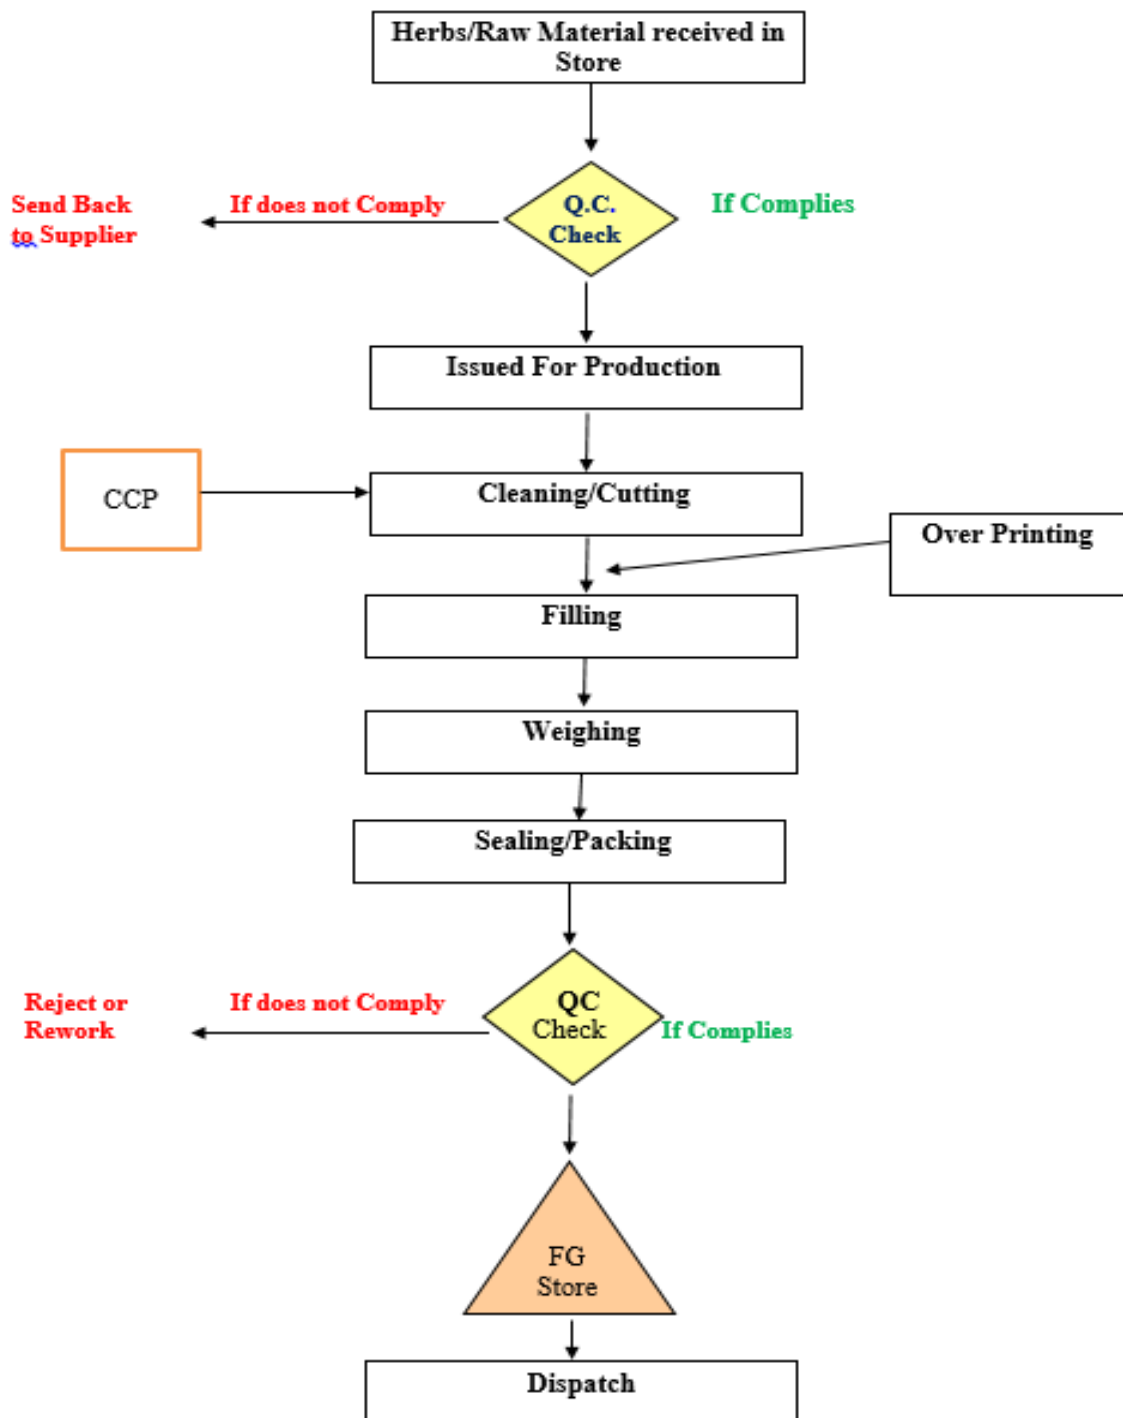 Herbs/Raw Material received in
Store
Send Back
to Supplier
If does not Comply
Q.C.
Check
If Complies
Issued For Production
CCP
Cleaning/Cutting
Over Printing
Filling
Weighing
Sealing/Packing
Reject or
Rework
If does not Comply
QC
Check
If Complies
FG
Store
Dispatch